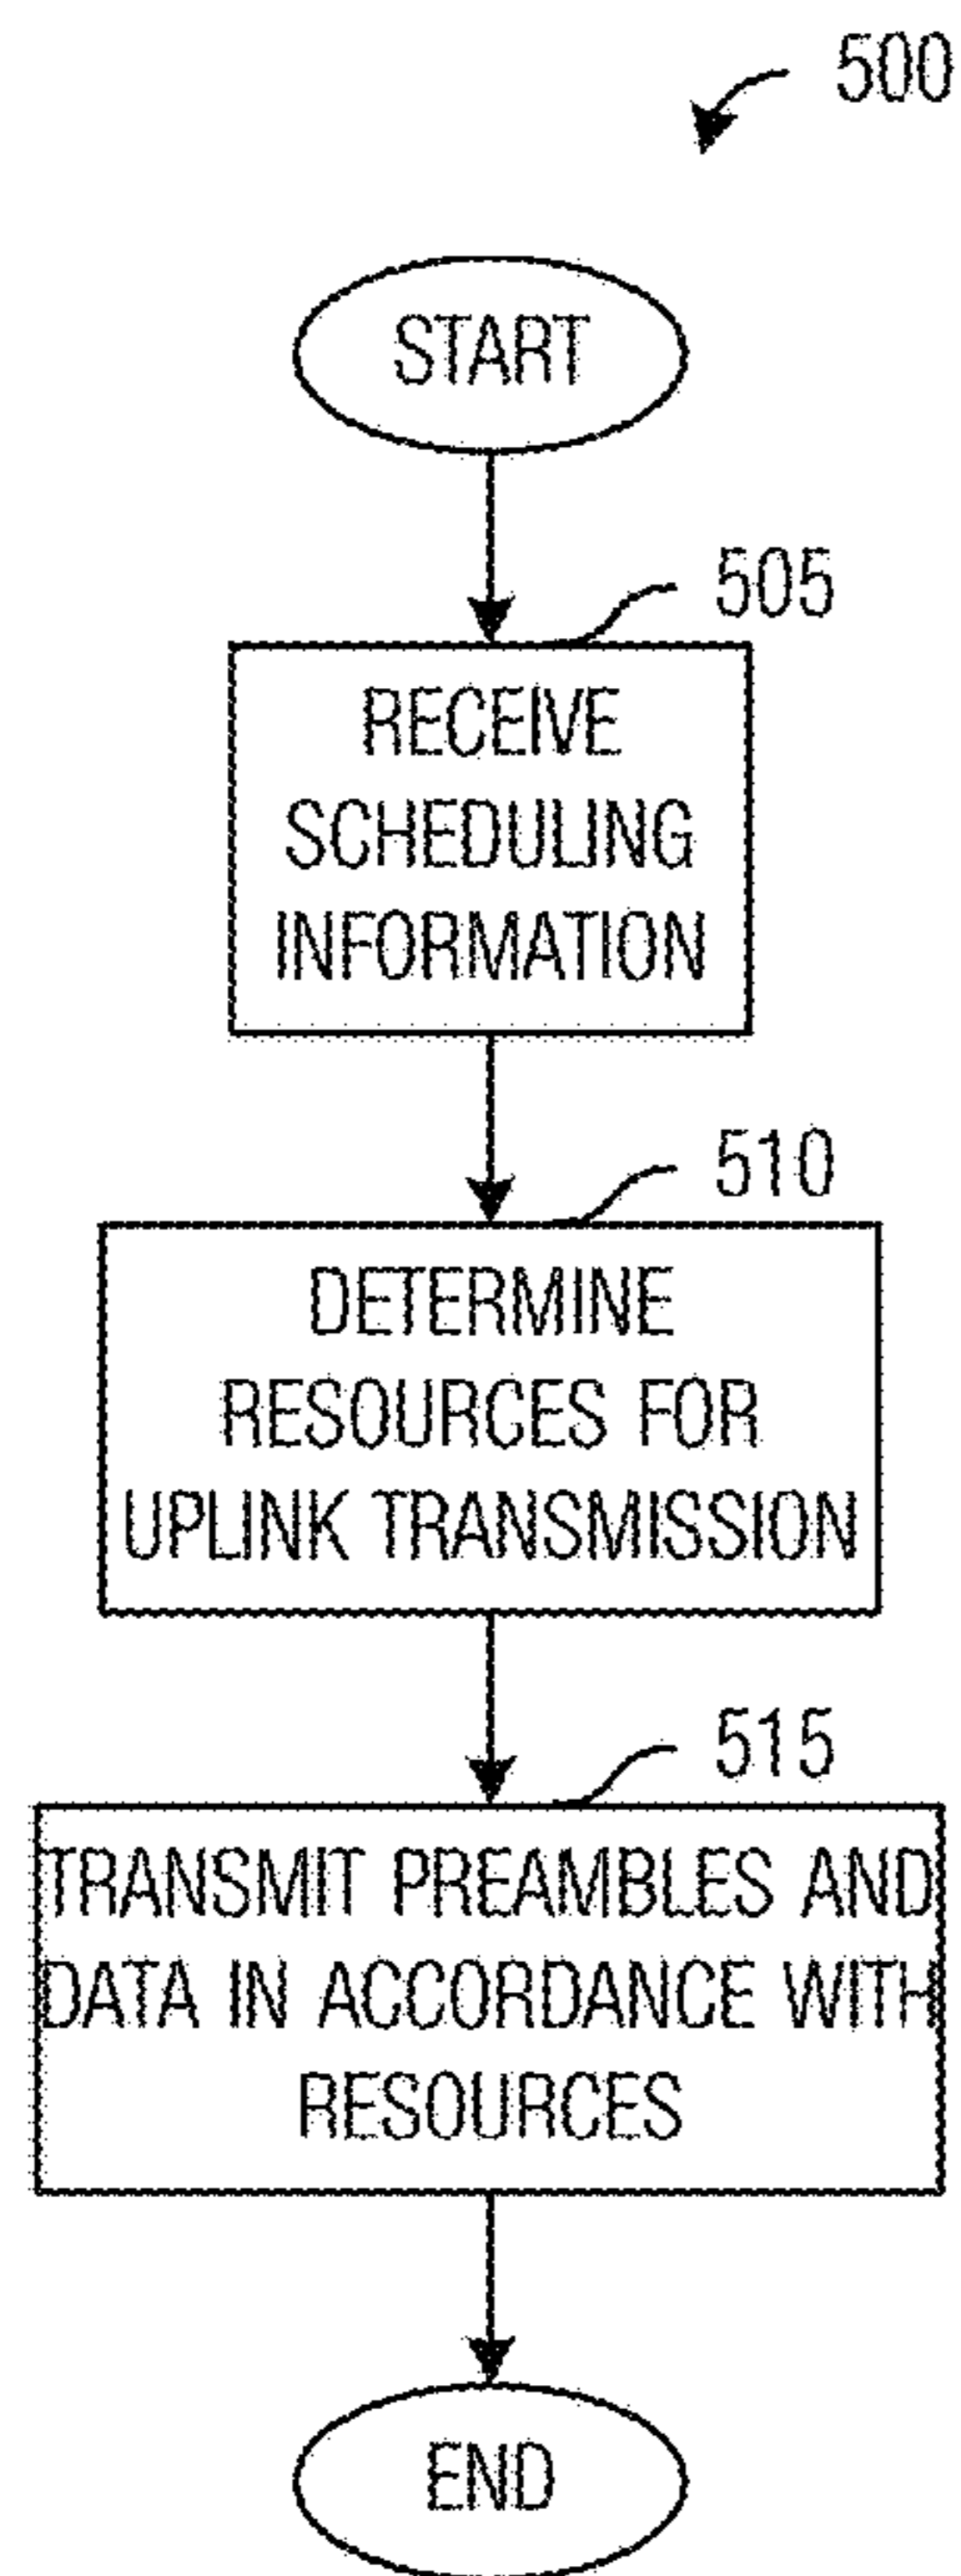 500
START
505
RECEIVE
SCHEDULING
INFORMATION
510
DETERMINE
RESOURCES FOR
UPLINK TRANSMISSION
515
TRANSMIT PREAMBLES AND
DATA IN ACCORDANCE WITH
RESOURCES
END